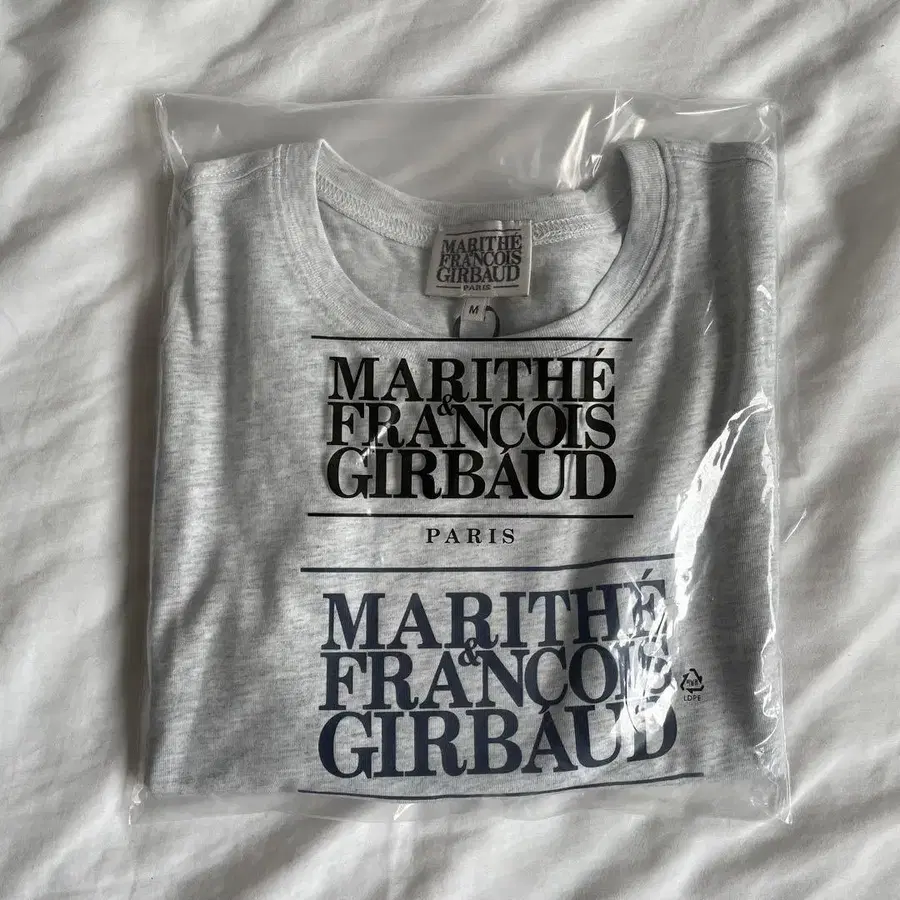 MARITHÉ
&
FRANÇOIS
GIRBAUD
PARIS
M
MARITHÉ
&
FRANÇOIS
GIRBAUD
PARIS
MARITHÉ
&
FRANÇOIS
GIRBAUD
LDPE